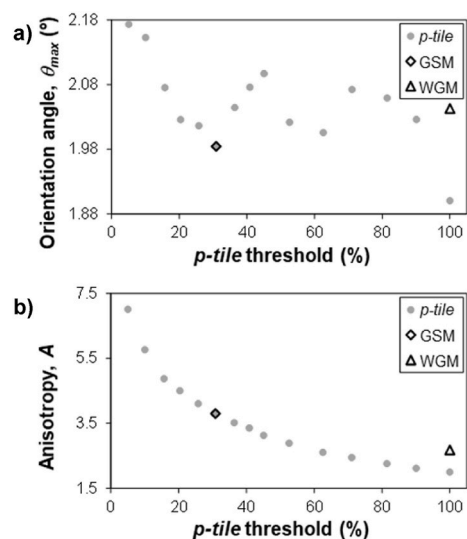 a)
Orientation angle, θmax (°)
2.18
2.08
1.98
1.88
p-tile
GSM
WGM
0 20 40 60 80 100
p-tile threshold (%)
b)
Anisotropy, A
7.5
5.5
3.5
1.5
p-tile
GSM
WGM
0 20 40 60 80 100
p-tile threshold (%)